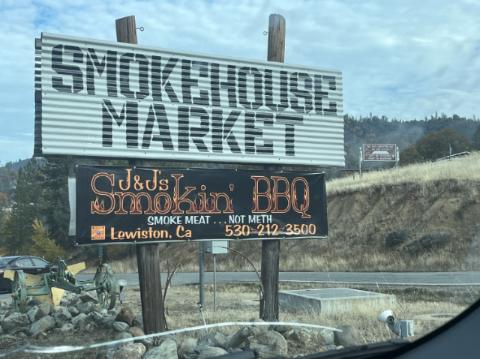 SMOKEHOUSE
MARKET
J&J's
Smokin' BBQ
SMOKE MEAT ... NOT METH
Lewiston, Ca 530-212-3500